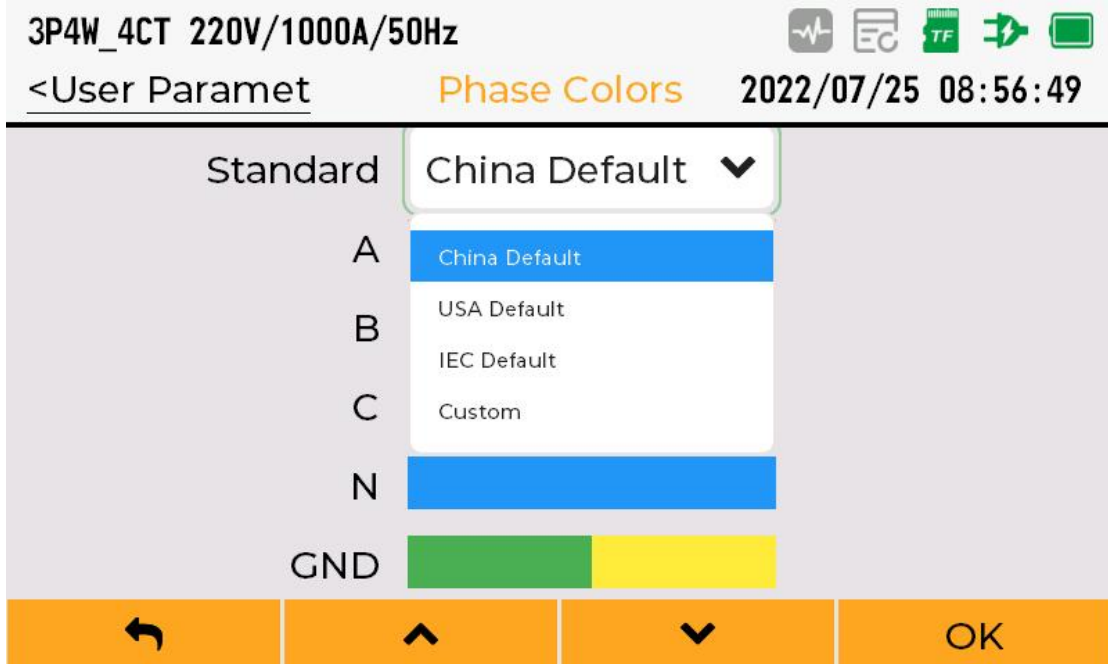 3P4W_4CT 220V/1000A/50Hz
TF
<User Paramet Phase Colors 2022/07/25 08:56:49
Standard China Default
A China Default
USA Default
B
IEC Default
C Custom
N
GND
OK